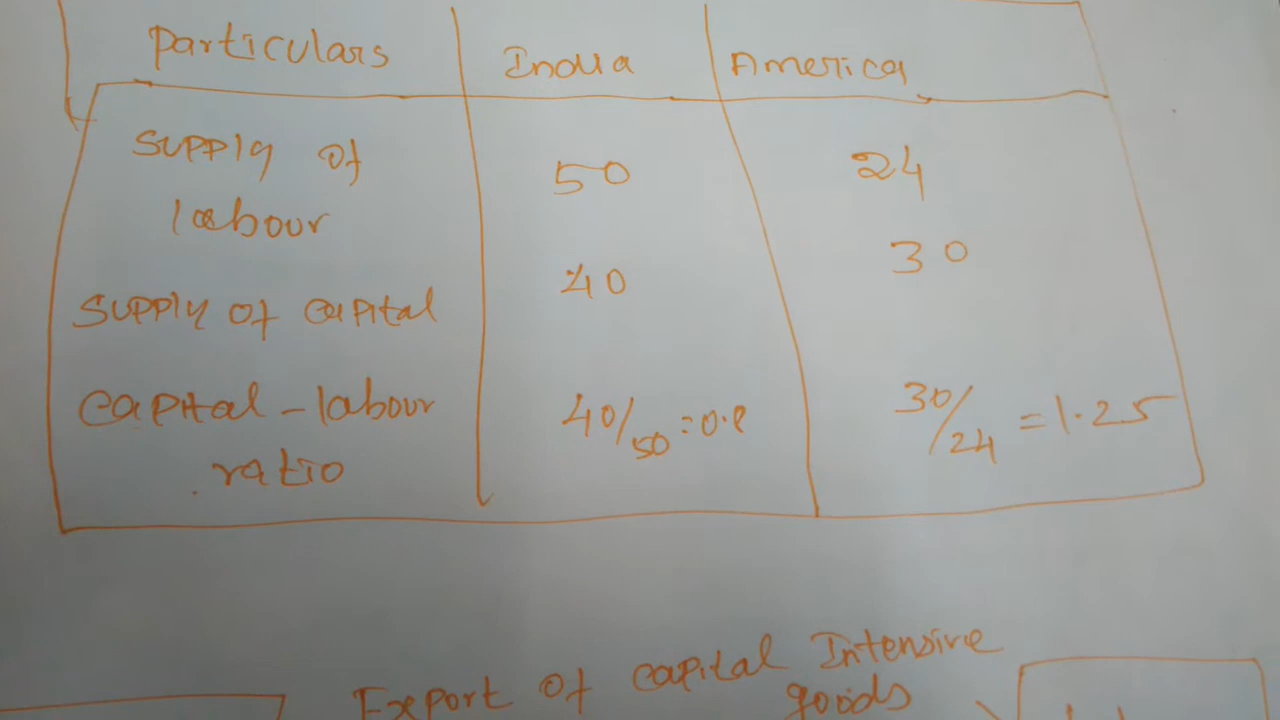 Particulars India America
Supply of labour 50 24
Supply of capital 40 30
Capital-labour ratio 40/50 = 0.8 30/24 = 1.25
Export of capital Intensive
goods